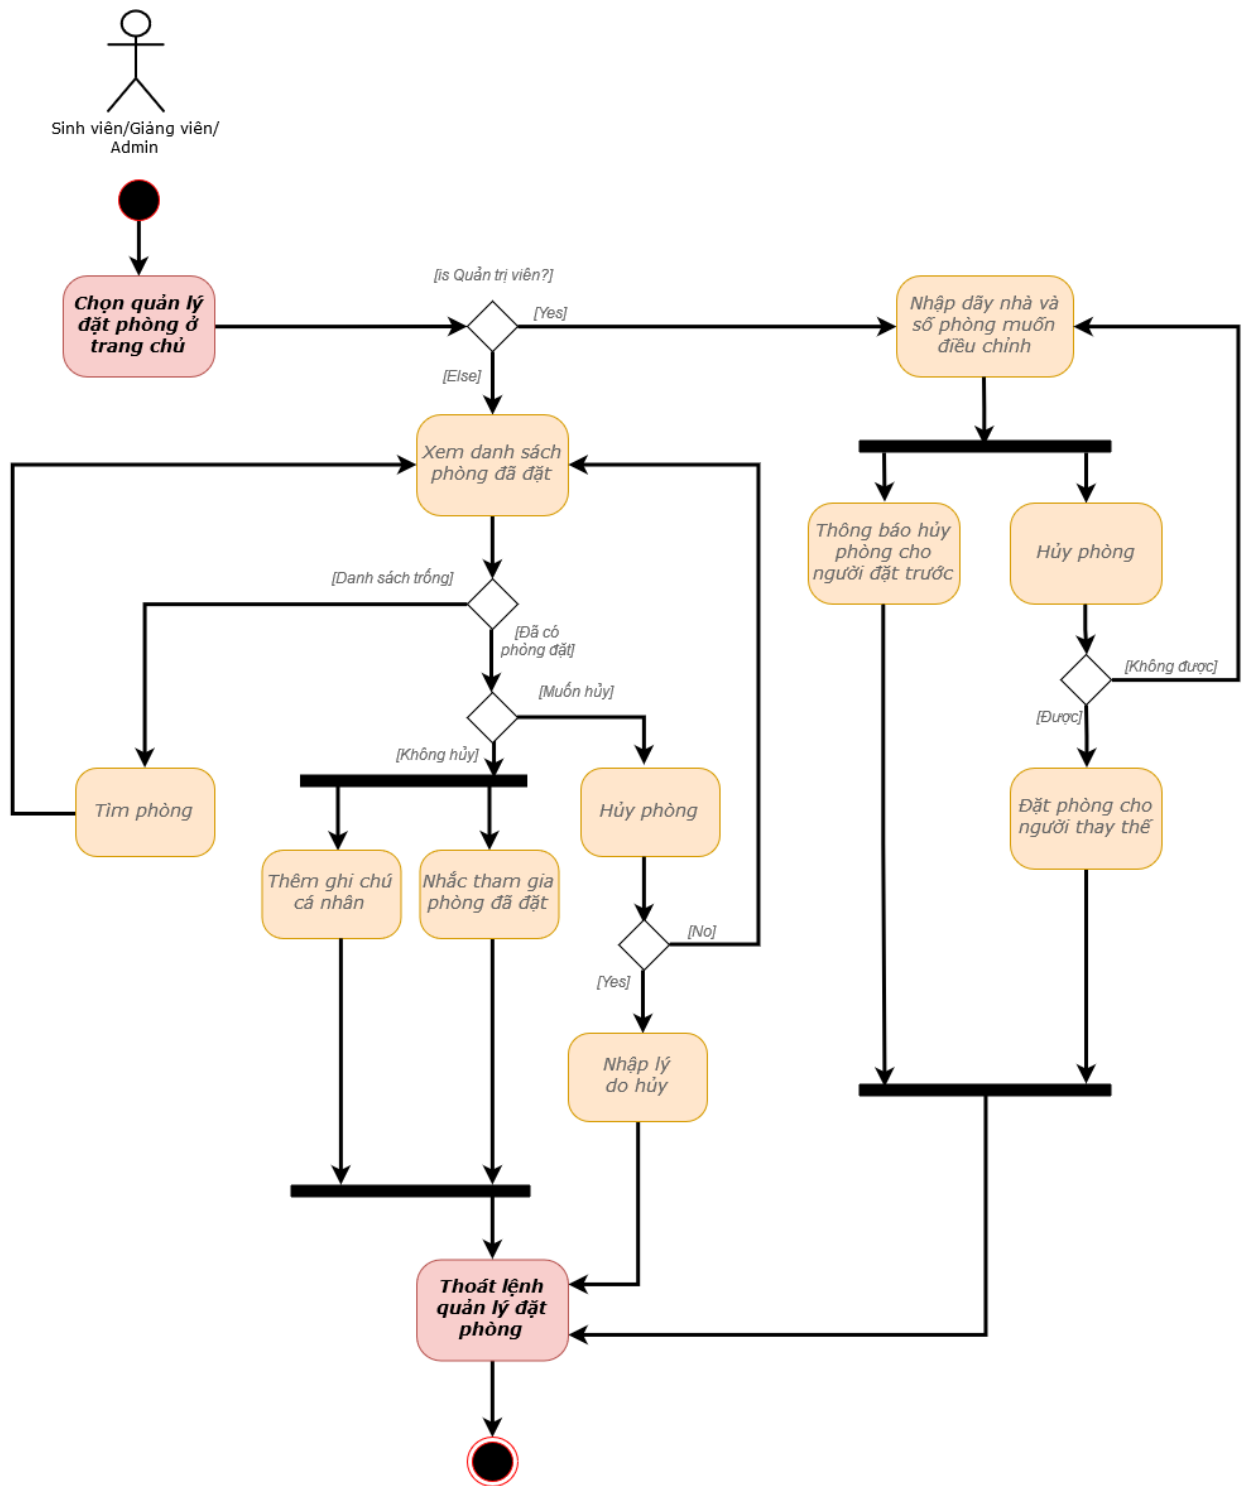 Sinh viên/Giảng viên/
Admin
Chọn quản lý
đặt phòng ở
trang chủ
[is Quản trị viên?]
[Yes]
[Else]
Nhập dãy nhà và
số phòng muốn
điều chỉnh
Xem danh sách
phòng đã đặt
Thông báo hủy
phòng cho
người đặt trước
Hủy phòng
[Danh sách trống]
[Đã có
phòng đặt]
[Không được]
[Được]
[Muốn hủy]
[Không hủy]
Tìm phòng
Hủy phòng
Đặt phòng cho
người thay thế
Thêm ghi chú
cá nhân
Nhắc tham gia
phòng đã đặt
[No]
[Yes]
Nhập lý
do hủy
Thoát lệnh
quản lý đặt
phòng